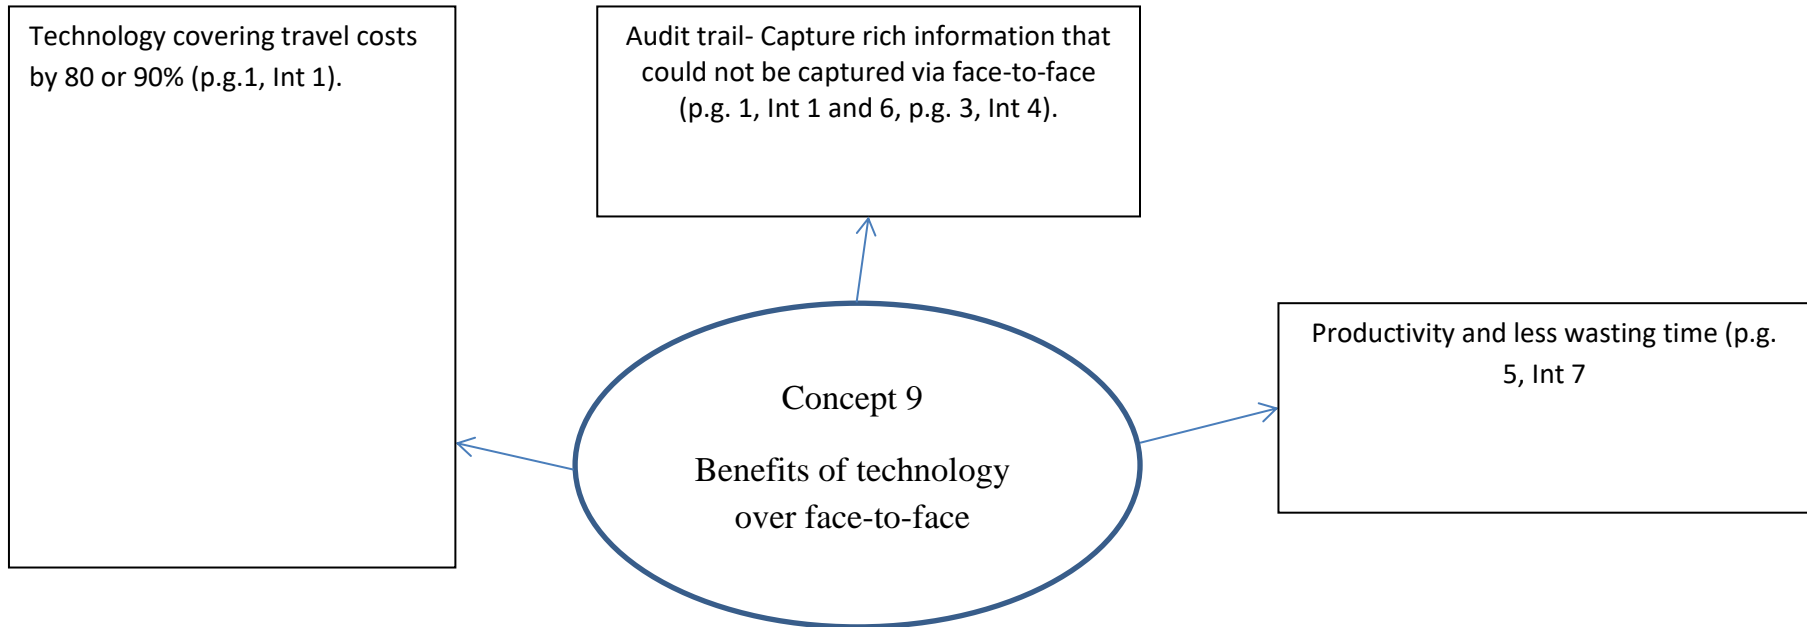 Technology covering travel costs
by 80 or 90% (p.g.1, Int 1).
Audit trail- Capture rich information that
could not be captured via face-to-face
(p.g. 1, Int 1 and 6, p.g. 3, Int 4).
Productivity and less wasting time (p.g.
5, Int 7
Concept 9
Benefits of technology
over face-to-face